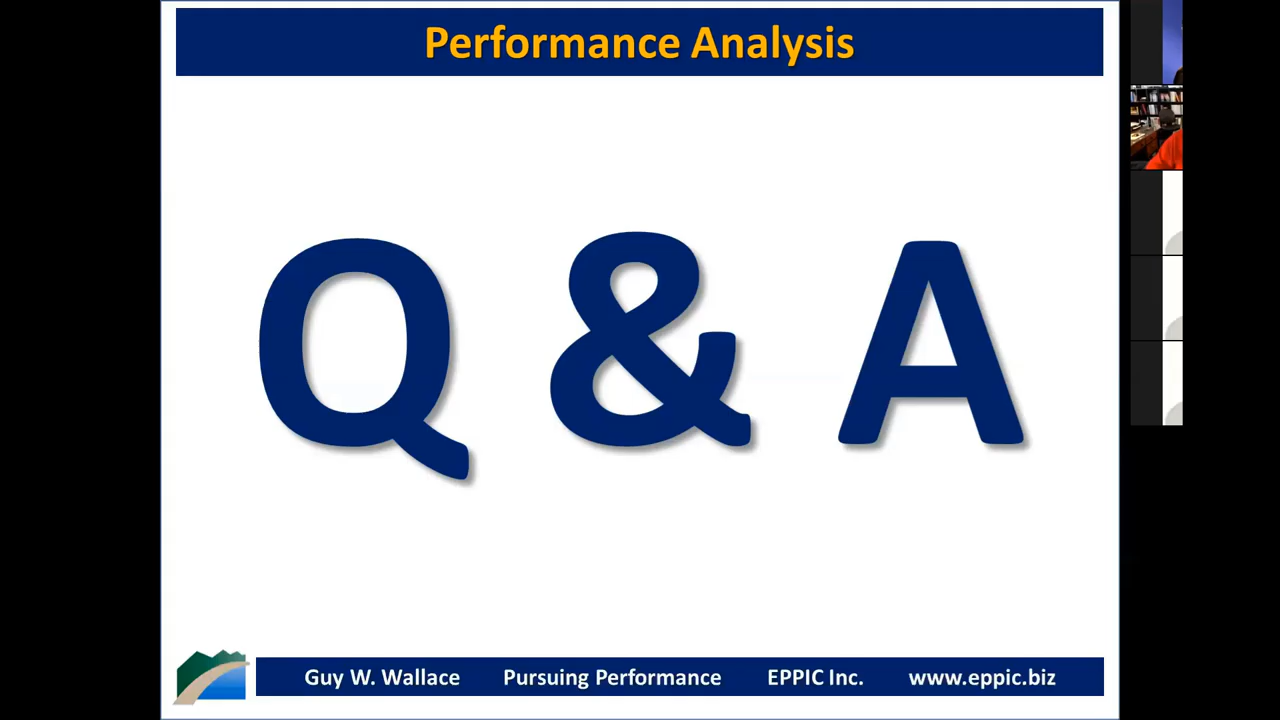 Performance Analysis
Q & A
Guy W. Wallace Pursuing Performance EPPIC Inc. www.eppic.biz